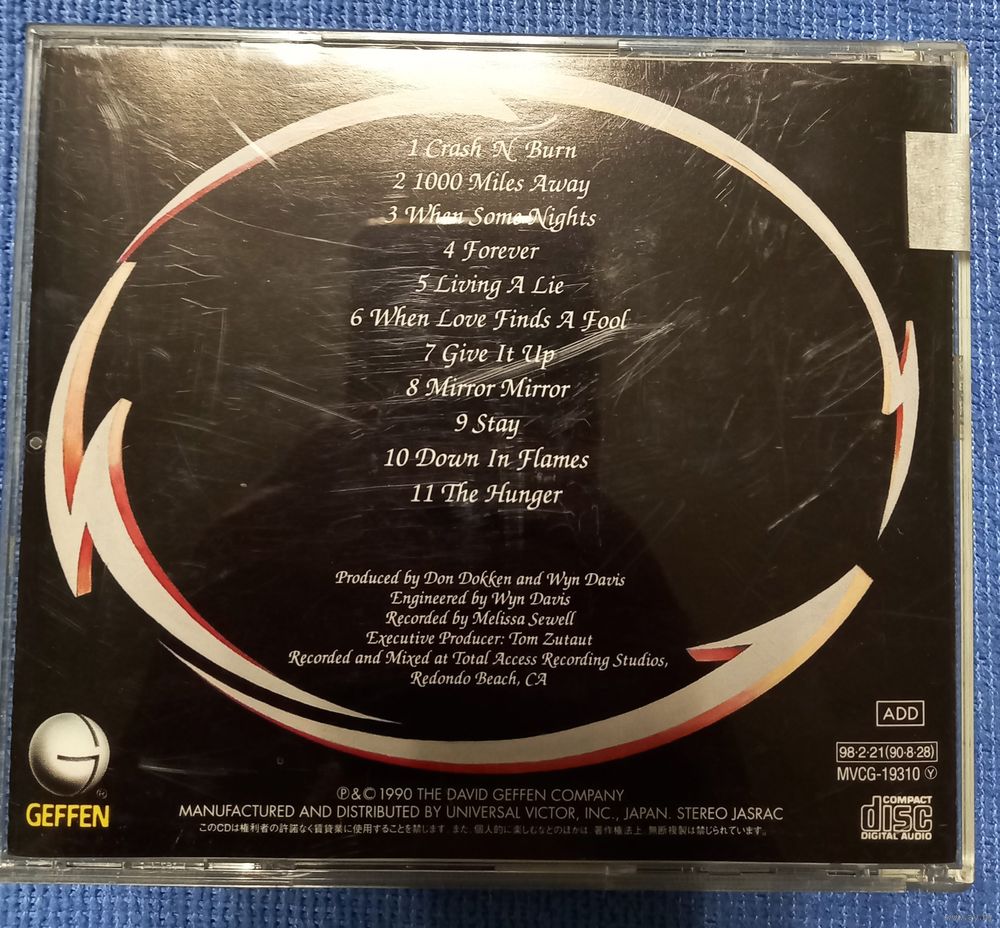 1 Crash N' Burn
2 1000 Miles Away
3 When Some Nights
4 Forever
5 Living A Lie
6 When Love Finds A Fool
7 Give It Up
8 Mirror Mirror
9 Stay
10 Down In Flames
11 The Hunger
Produced by Don Dokken and Wyn Davis
Engineered by Wyn Davis
Recorded by Melissa Sewell
Executive Producer: Tom Zutaut
Recorded and Mixed at Total Access Recording Studios,
Redondo Beach, CA
ADD
98·2·21(90·8·28)
MVCG-19310 Ⓨ
COMPACT
disc
DIGITAL AUDIO
G
®
GEFFEN
℗&© 1990 THE DAVID GEFFEN COMPANY
MANUFACTURED AND DISTRIBUTED BY UNIVERSAL VICTOR, INC., JAPAN. STEREO JASRAC
このCDは権利者の許諾なく賃貸業に使用することを禁じます。また、個人的に楽しむなどのほかは、著作権法上、無断複製は禁じられています。